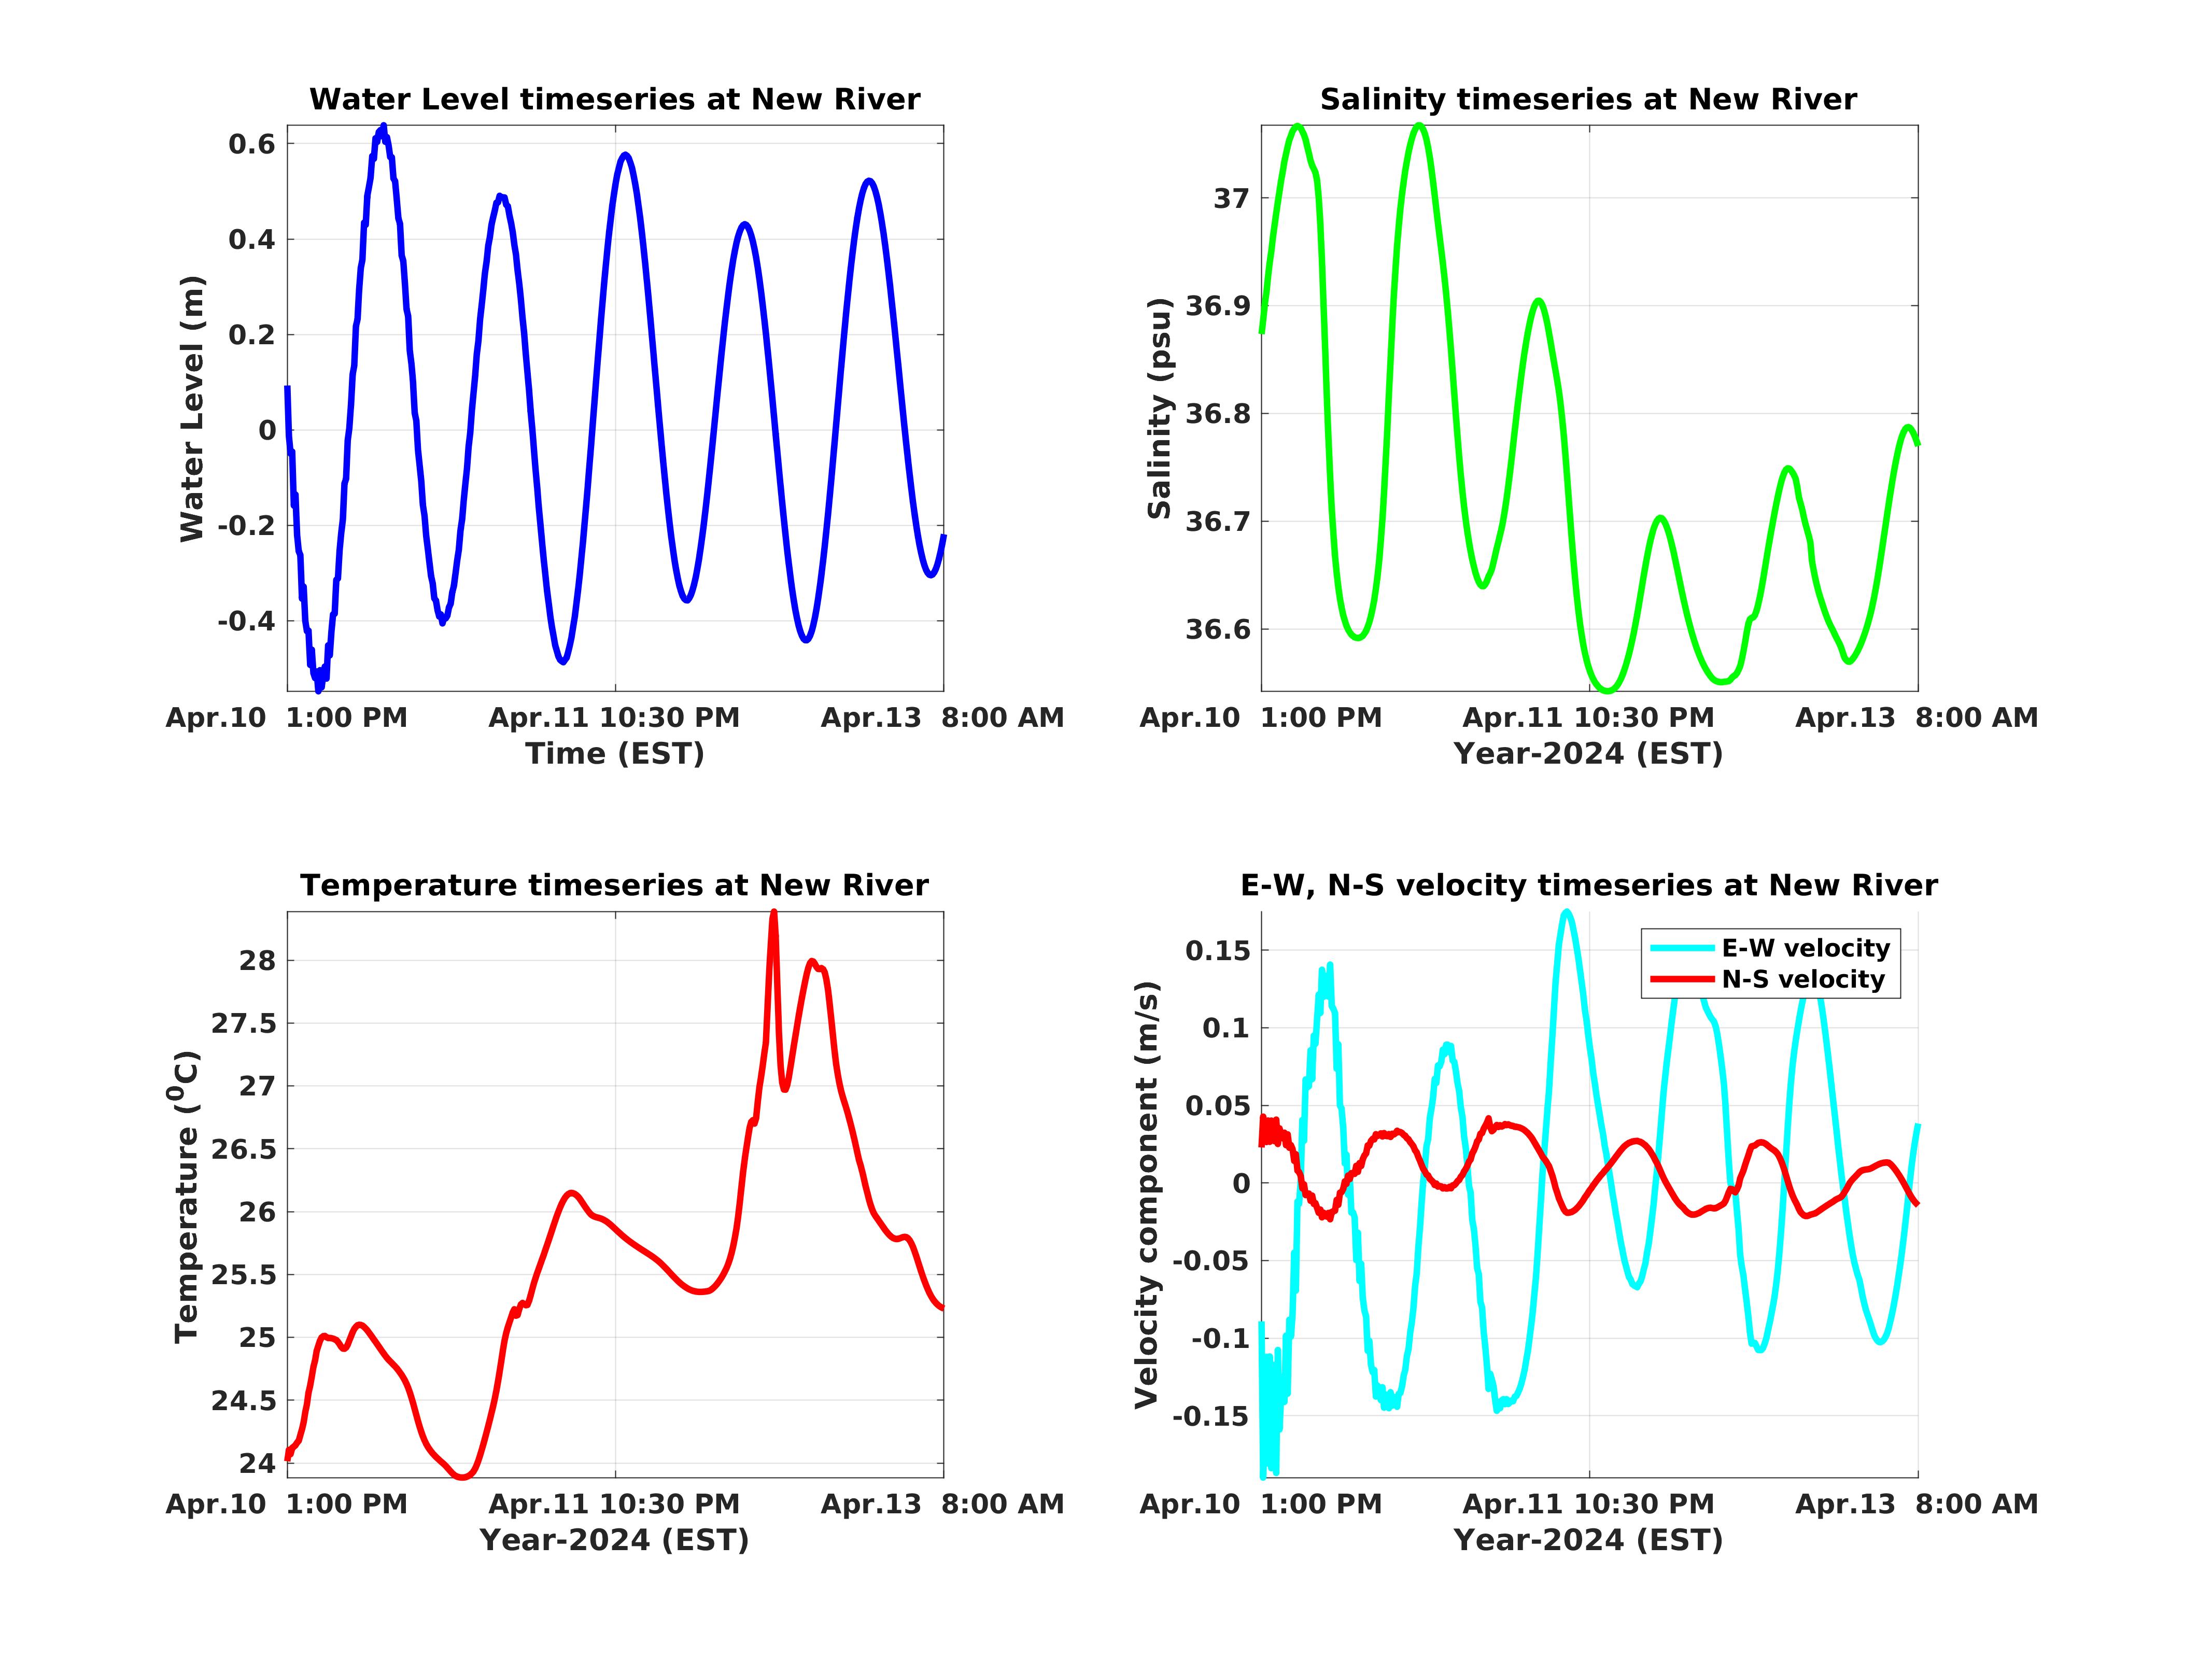 Water Level timeseries at New River
Water Level (m)
0.6
0.4
0.2
0
-0.2
-0.4
Apr.10 1:00 PM
Apr.11 10:30 PM
Apr.13 8:00 AM
Time (EST)
Salinity timeseries at New River
Salinity (psu)
37
36.9
36.8
36.7
36.6
Apr.10 1:00 PM
Apr.11 10:30 PM
Apr.13 8:00 AM
Year-2024 (EST)
Temperature timeseries at New River
Temperature (⁰C)
28
27.5
27
26.5
26
25.5
25
24.5
24
Apr.10 1:00 PM
Apr.11 10:30 PM
Apr.13 8:00 AM
Year-2024 (EST)
E-W, N-S velocity timeseries at New River
Velocity component (m/s)
0.15
0.1
0.05
0
-0.05
-0.1
-0.15
E-W velocity
N-S velocity
Apr.10 1:00 PM
Apr.11 10:30 PM
Apr.13 8:00 AM
Year-2024 (EST)